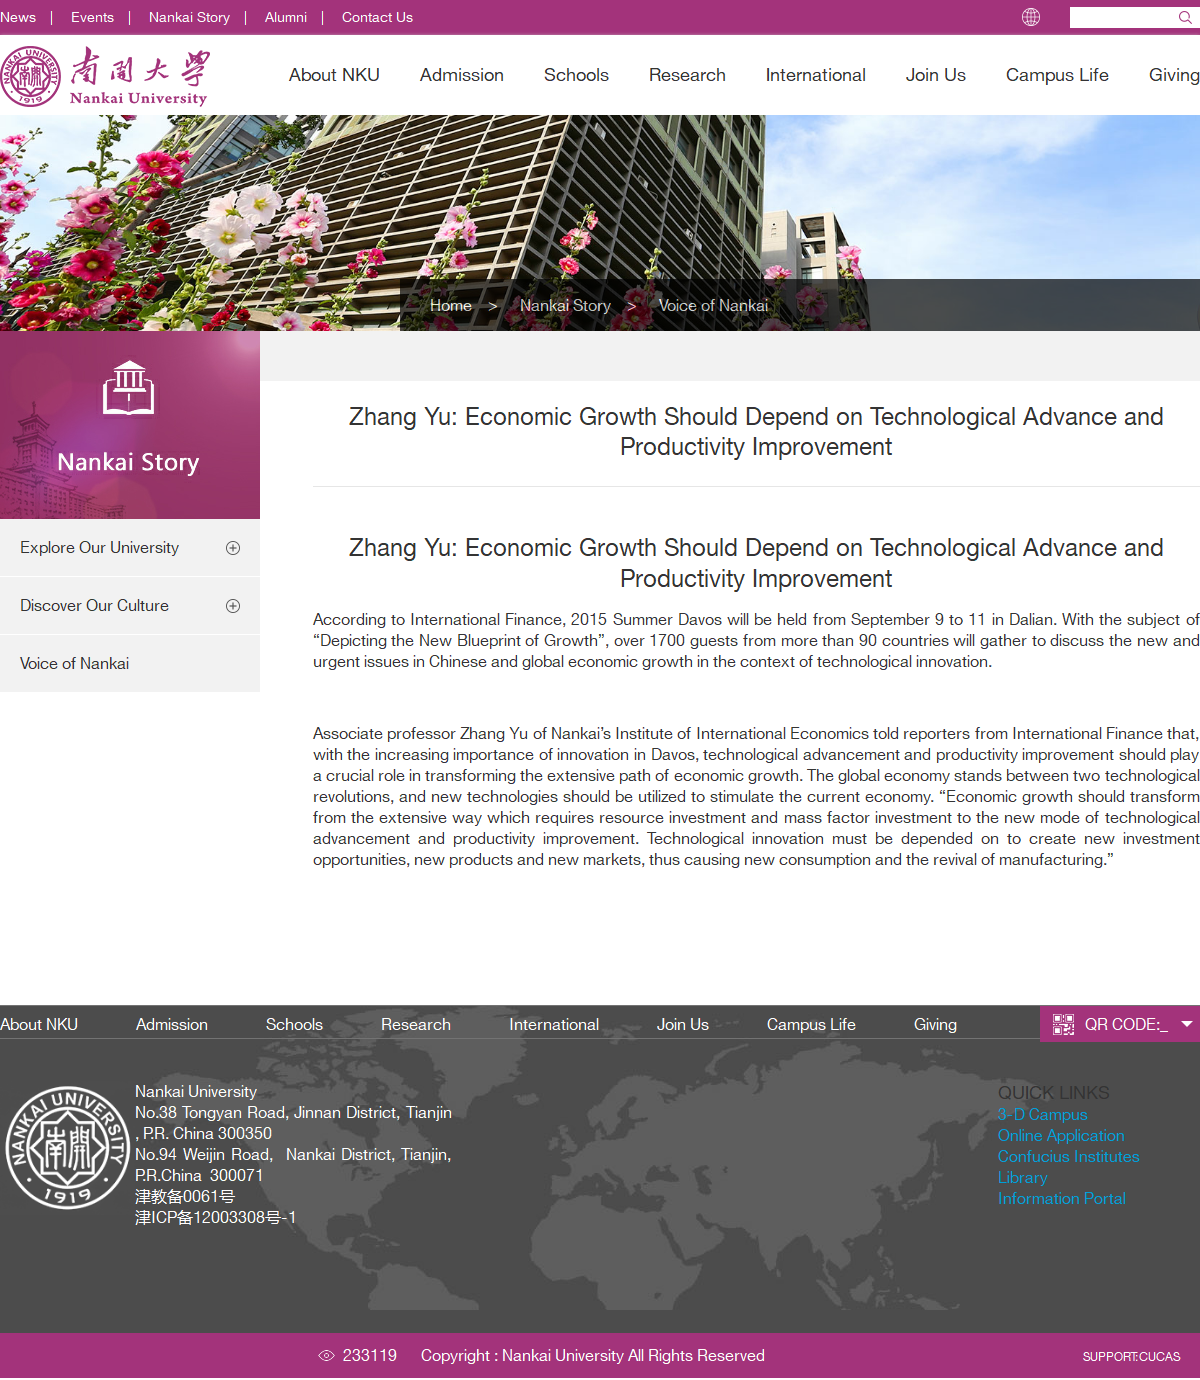 News | Events | Nankai Story | Alumni | Contact Us
NANKAI UNIVERSITY
南開
1919
南開大學
Nankai University
About NKU Admission Schools Research International Join Us Campus Life Giving
Home > Nankai Story > Voice of Nankai
Nankai Story
Explore Our University
Discover Our Culture
Voice of Nankai
Zhang Yu: Economic Growth Should Depend on Technological Advance and
Productivity Improvement
Zhang Yu: Economic Growth Should Depend on Technological Advance and
Productivity Improvement
According to International Finance, 2015 Summer Davos will be held from September 9 to 11 in Dalian. With the subject of
“Depicting the New Blueprint of Growth”, over 1700 guests from more than 90 countries will gather to discuss the new and
urgent issues in Chinese and global economic growth in the context of technological innovation.
Associate professor Zhang Yu of Nankai’s Institute of International Economics told reporters from International Finance that,
with the increasing importance of innovation in Davos, technological advancement and productivity improvement should play
a crucial role in transforming the extensive path of economic growth. The global economy stands between two technological
revolutions, and new technologies should be utilized to stimulate the current economy. “Economic growth should transform
from the extensive way which requires resource investment and mass factor investment to the new mode of technological
advancement and productivity improvement. Technological innovation must be depended on to create new investment
opportunities, new products and new markets, thus causing new consumption and the revival of manufacturing.”
About NKU Admission Schools Research International Join Us Campus Life Giving QR CODE:_
NANKAI UNIVERSITY
南開
1919
Nankai University
No.38 Tongyan Road, Jinnan District, Tianjin
, P.R. China 300350
No.94 Weijin Road, Nankai District, Tianjin,
P.R.China 300071
津教备0061号
津ICP备12003308号-1
QUICK LINKS
3-D Campus
Online Application
Confucius Institutes
Library
Information Portal
233119 Copyright : Nankai University All Rights Reserved SUPPORT:CUCAS